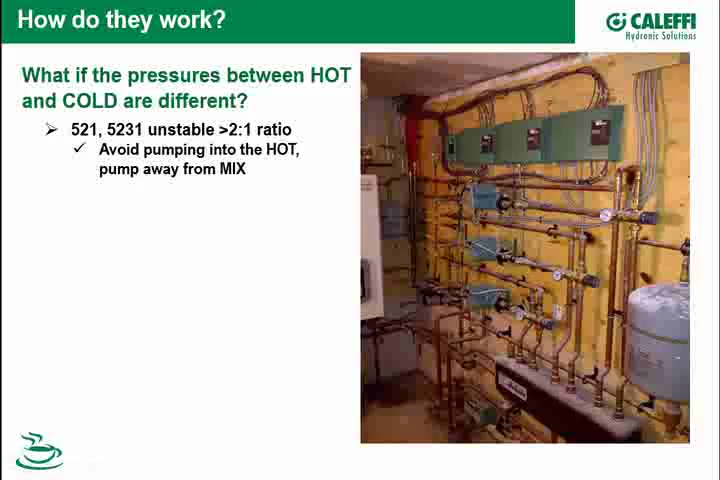 How do they work?
CALEFFI
Hydronic Solutions
What if the pressures between HOT
and COLD are different?
521, 5231 unstable >2:1 ratio
Avoid pumping into the HOT,
pump away from MIX